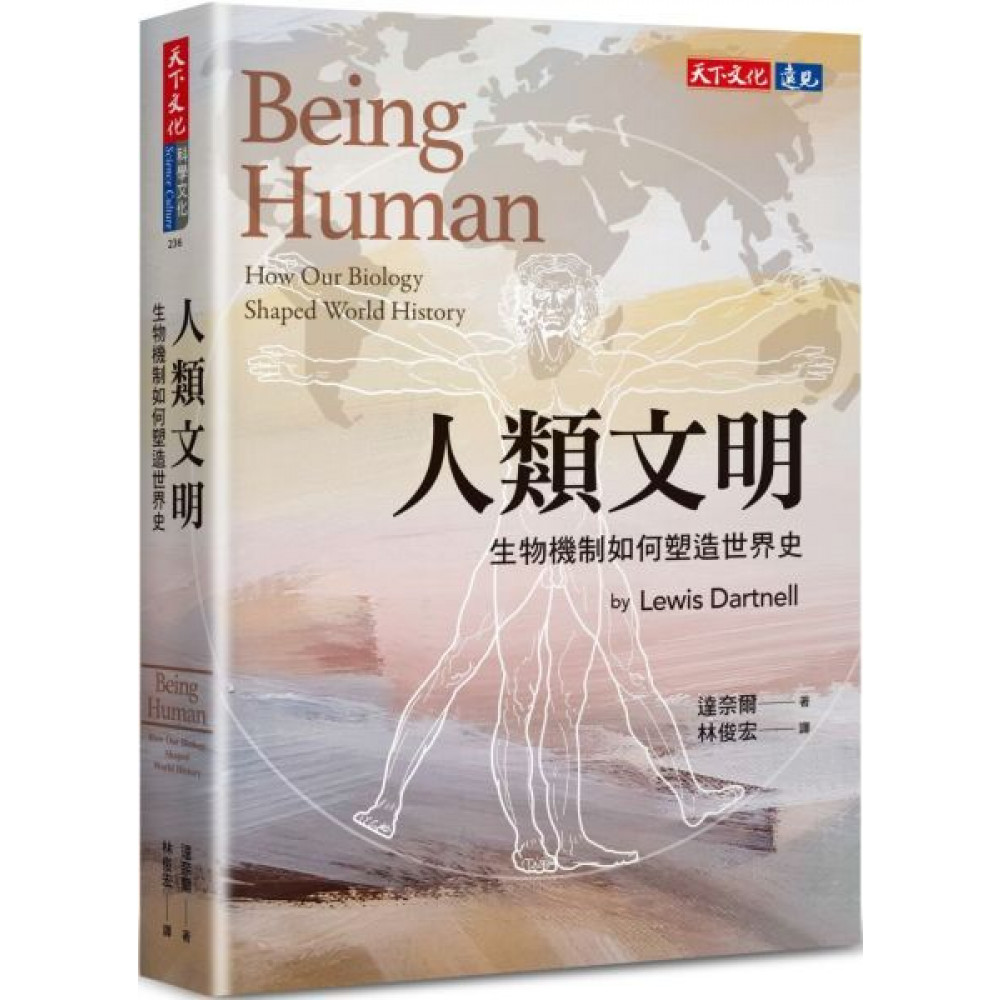 天下文化
科學文化
Science Culture
236
人類文明
生物機制如何塑造世界史
Being
Human
How Our Biology
Shaped
World History
達奈爾——著
林俊宏——譯
Being
Human
How Our Biology
Shaped World History
天下文化 遠見
人類文明
生物機制如何塑造世界史
by Lewis Dartnell
達奈爾——著
林俊宏——譯